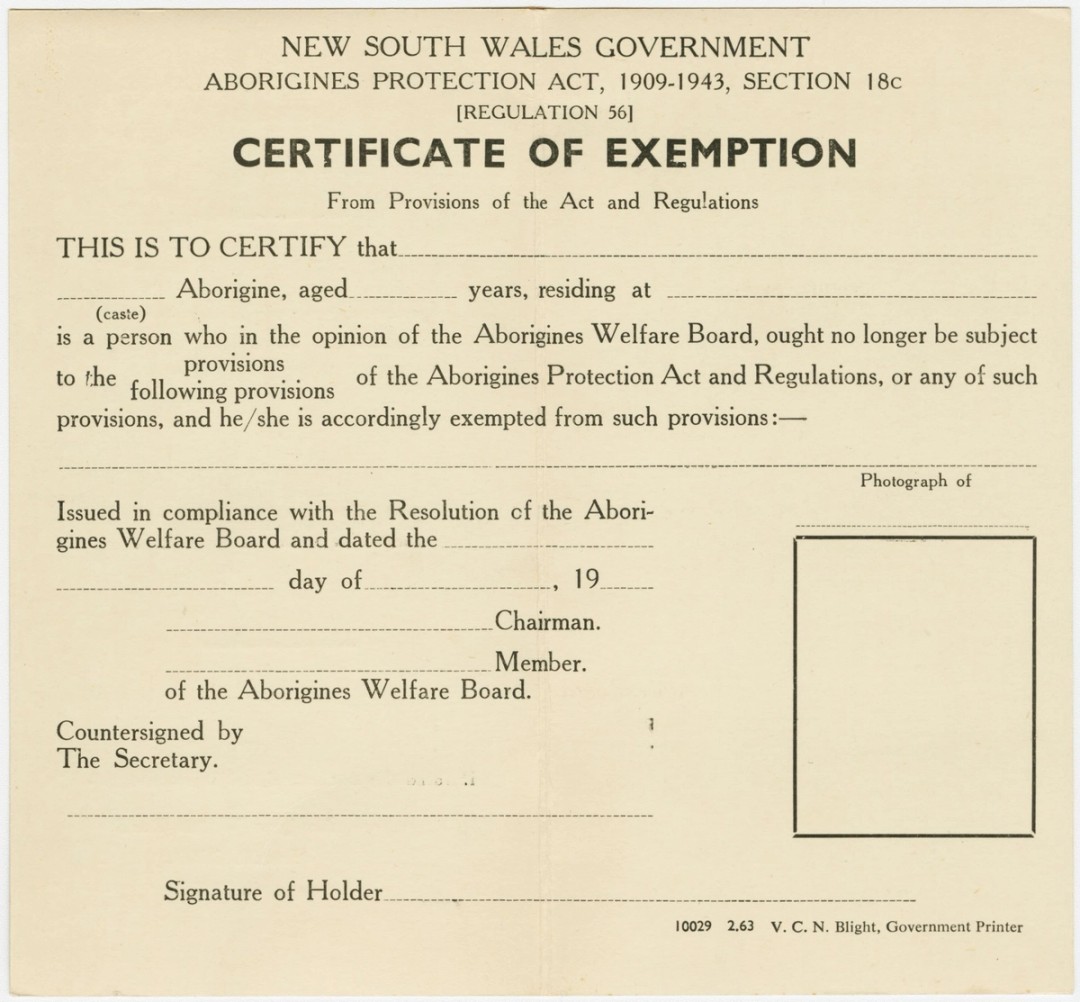 NEW SOUTH WALES GOVERNMENT
ABORIGINES PROTECTION ACT, 1909-1943, SECTION 18c
[REGULATION 56]
CERTIFICATE OF EXEMPTION
From Provisions of the Act and Regulations
THIS IS TO CERTIFY that
Aborigine, aged years, residing at
(caste)
is a person who in the opinion of the Aborigines Welfare Board, ought no longer be subject
provisions
to the of the Aborigines Protection Act and Regulations, or any of such
following provisions
provisions, and he/she is accordingly exempted from such provisions:—
Photograph of
Issued in compliance with the Resolution of the Abori-
gines Welfare Board and dated the
day of , 19
Chairman.
Member.
of the Aborigines Welfare Board.
Countersigned by
The Secretary.
Signature of Holder
10029 2.63 V. C. N. Blight, Government Printer